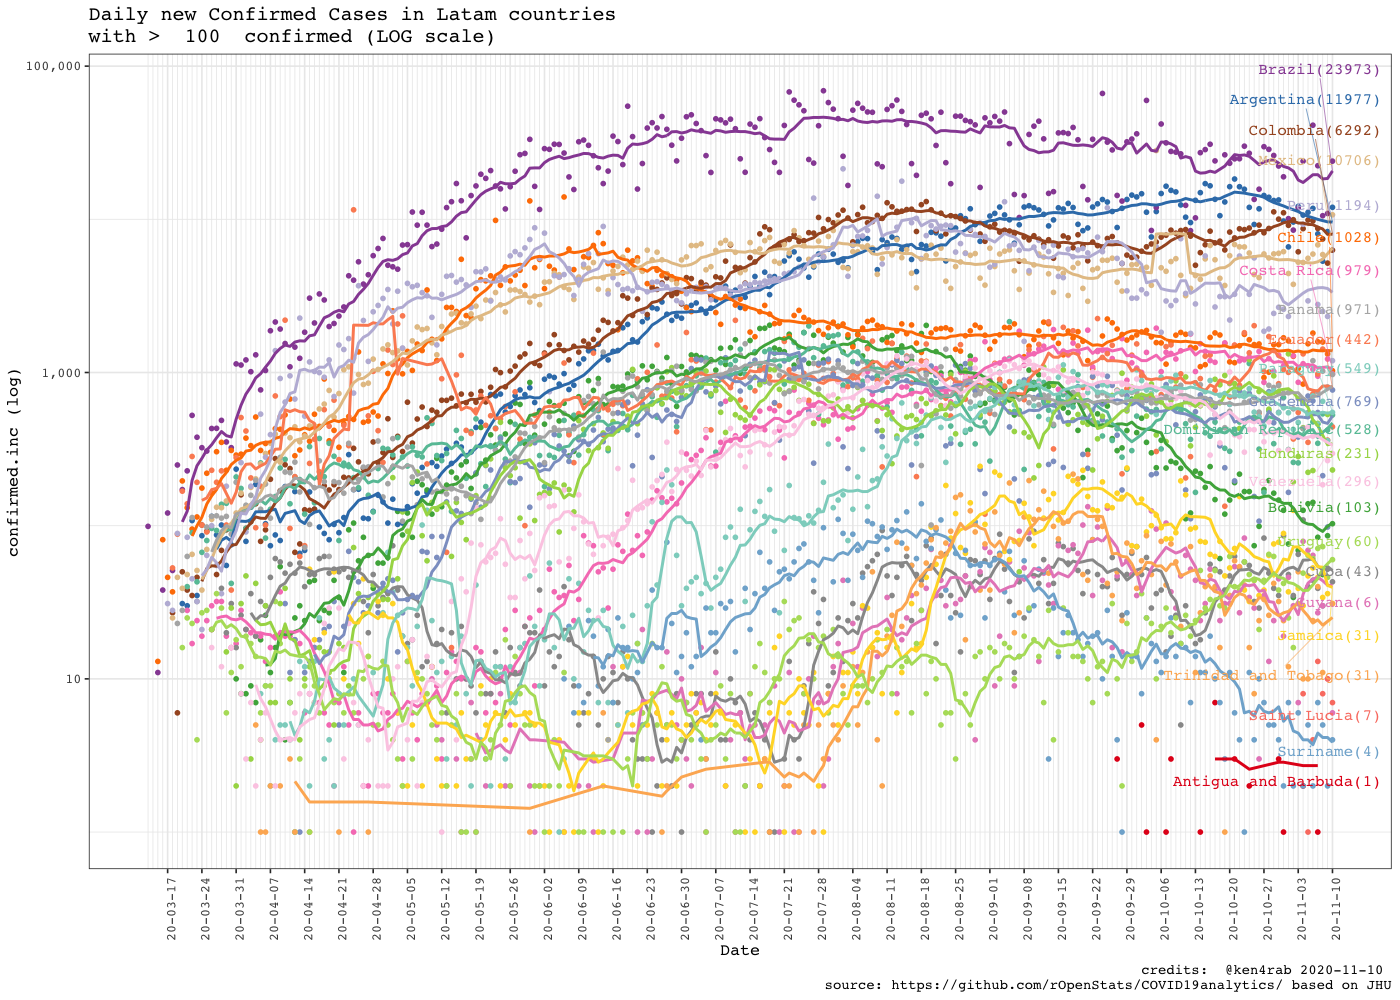 Daily new Confirmed Cases in Latam countries
with >  100  confirmed (LOG scale)
100,000
1,000
10
confirmed.inc (log)
Brazil(23973)
Argentina(11977)
Colombia(6292)
Mexico(10706)
Peru(1194)
Chile(1028)
Costa Rica(979)
Panama(971)
Ecuador(442)
Paraguay(549)
Guatemala(769)
Dominican Republic(528)
Honduras(231)
Venezuela(296)
Bolivia(103)
Uruguay(60)
Cuba(43)
Guyana(6)
Jamaica(31)
Trinidad and Tobago(31)
Saint Lucia(7)
Suriname(4)
Antigua and Barbuda(1)
20-03-17
20-03-24
20-03-31
20-04-07
20-04-14
20-04-21
20-04-28
20-05-05
20-05-12
20-05-19
20-05-26
20-06-02
20-06-09
20-06-16
20-06-23
20-06-30
20-07-07
20-07-14
20-07-21
20-07-28
20-08-04
20-08-11
20-08-18
20-08-25
20-09-01
20-09-08
20-09-15
20-09-22
20-09-29
20-10-06
20-10-13
20-10-20
20-10-27
20-11-03
20-11-10
Date
credits:  @ken4rab 2020-11-10
source: https://github.com/rOpenStats/COVID19analytics/ based on JHU